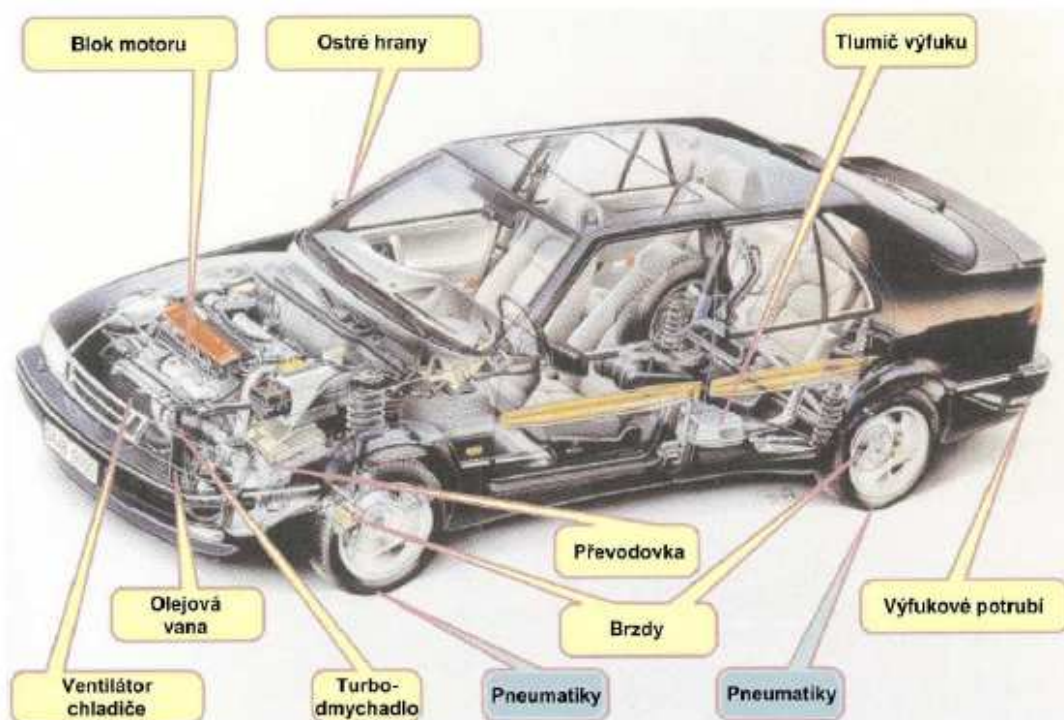 Blok motoru
Ostré hrany
Tlumič výfuku
Převodovka
Olejová
vana
Brzdy
Výfukové potrubí
Ventilátor
chladiče
Turbo-
dmychadlo
Pneumatiky
Pneumatiky